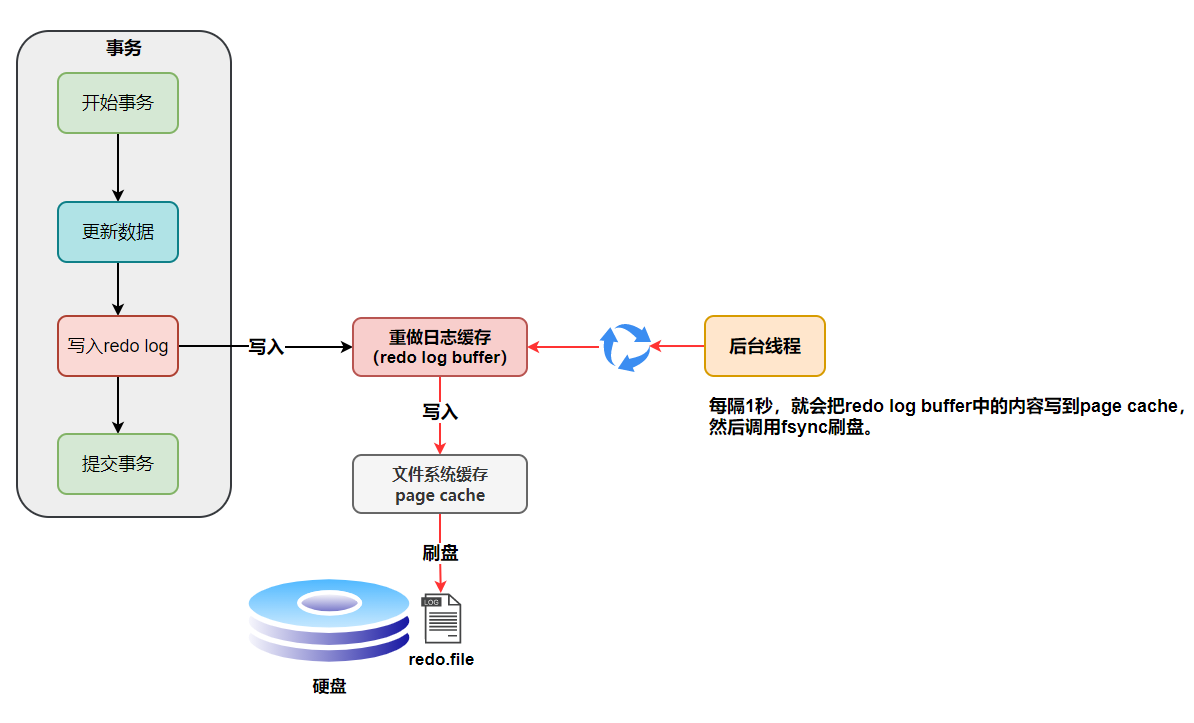 事务
开始事务
更新数据
写入redo log
提交事务
写入
重做日志缓存
（redo log buffer）
后台线程
每隔1秒，就会把redo log buffer中的内容写到page cache，
然后调用fsync刷盘。
写入
文件系统缓存
page cache
刷盘
LOG
redo.file
硬盘